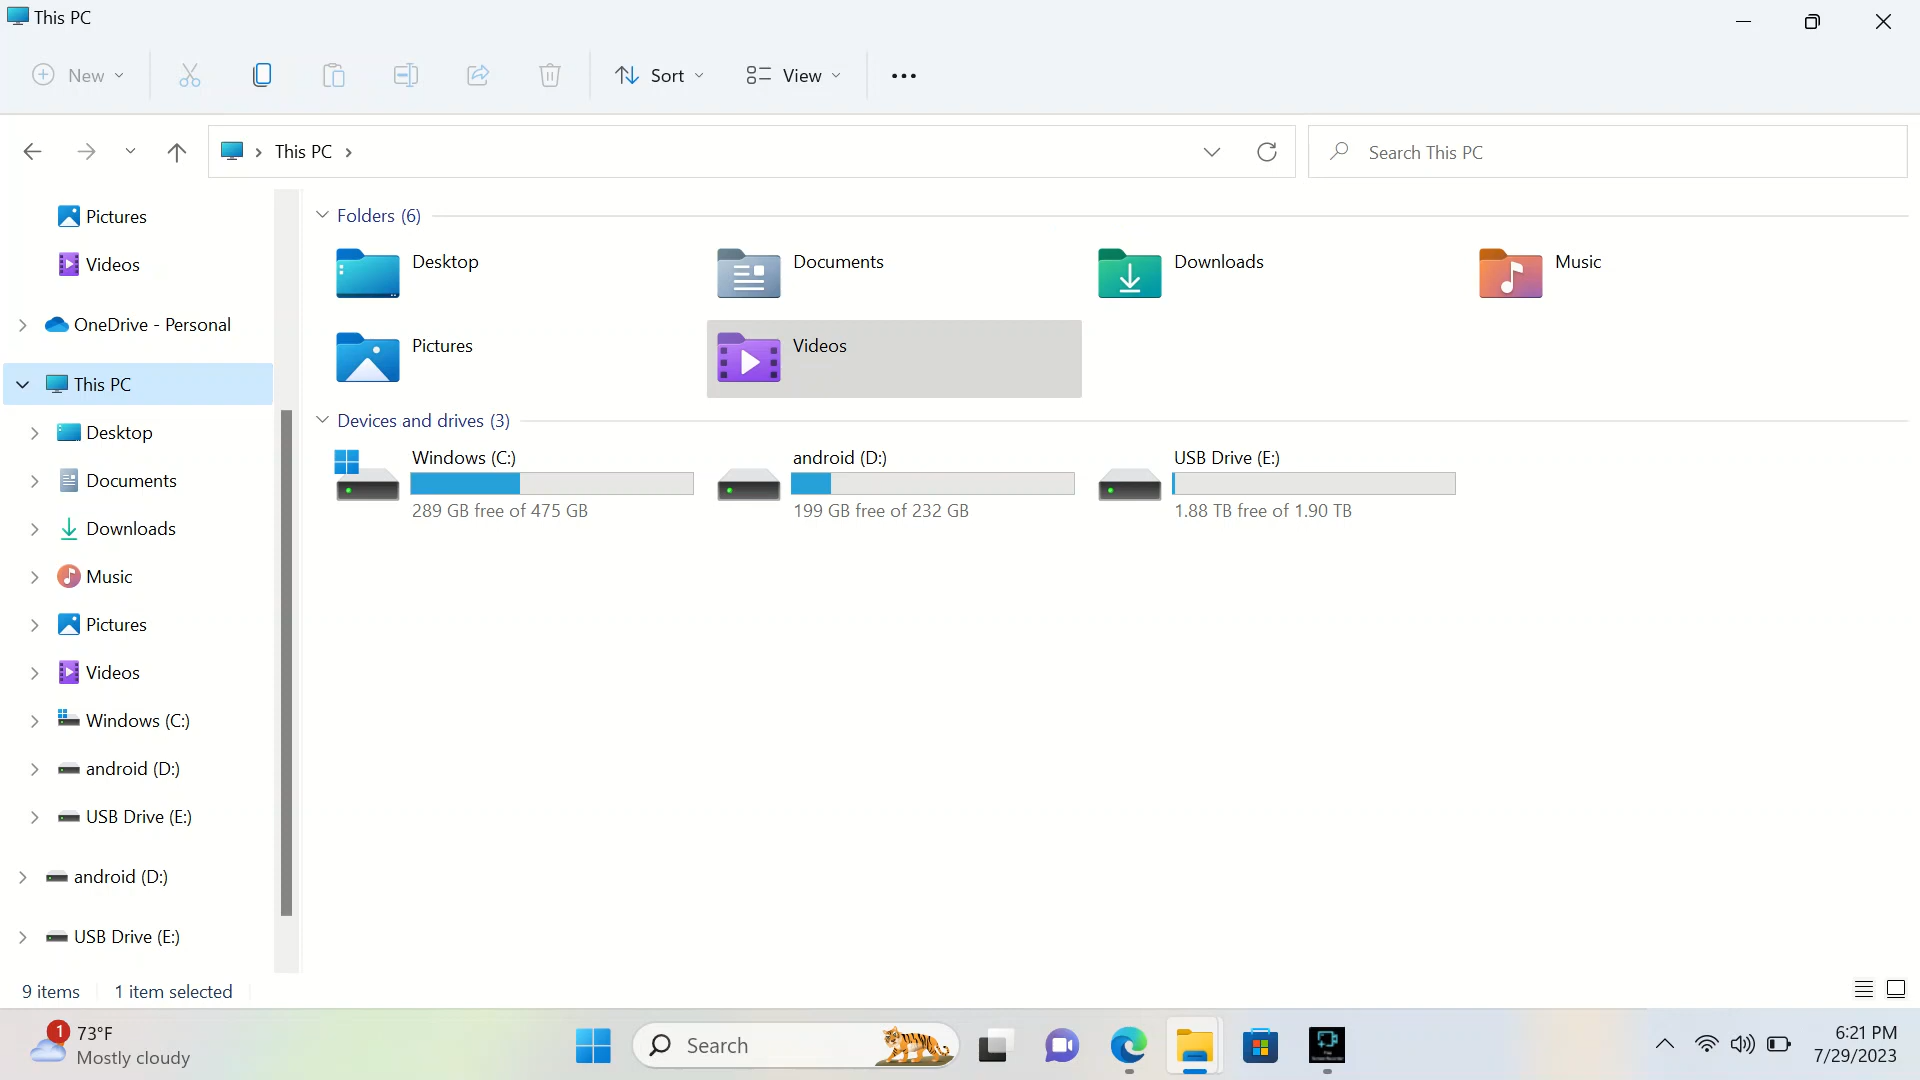 This PC
New
Sort
View
This PC
Search This PC
Pictures
Videos
OneDrive - Personal
This PC
Desktop
Documents
Downloads
Music
Pictures
Videos
Windows (C:)
android (D:)
USB Drive (E:)
android (D:)
USB Drive (E:)
Folders (6)
Desktop
Documents
Downloads
Music
Pictures
Videos
Devices and drives (3)
Windows (C:)
289 GB free of 475 GB
android (D:)
199 GB free of 232 GB
USB Drive (E:)
1.88 TB free of 1.90 TB
9 items
1 item selected
1
73°F
Mostly cloudy
Search
6:21 PM
7/29/2023